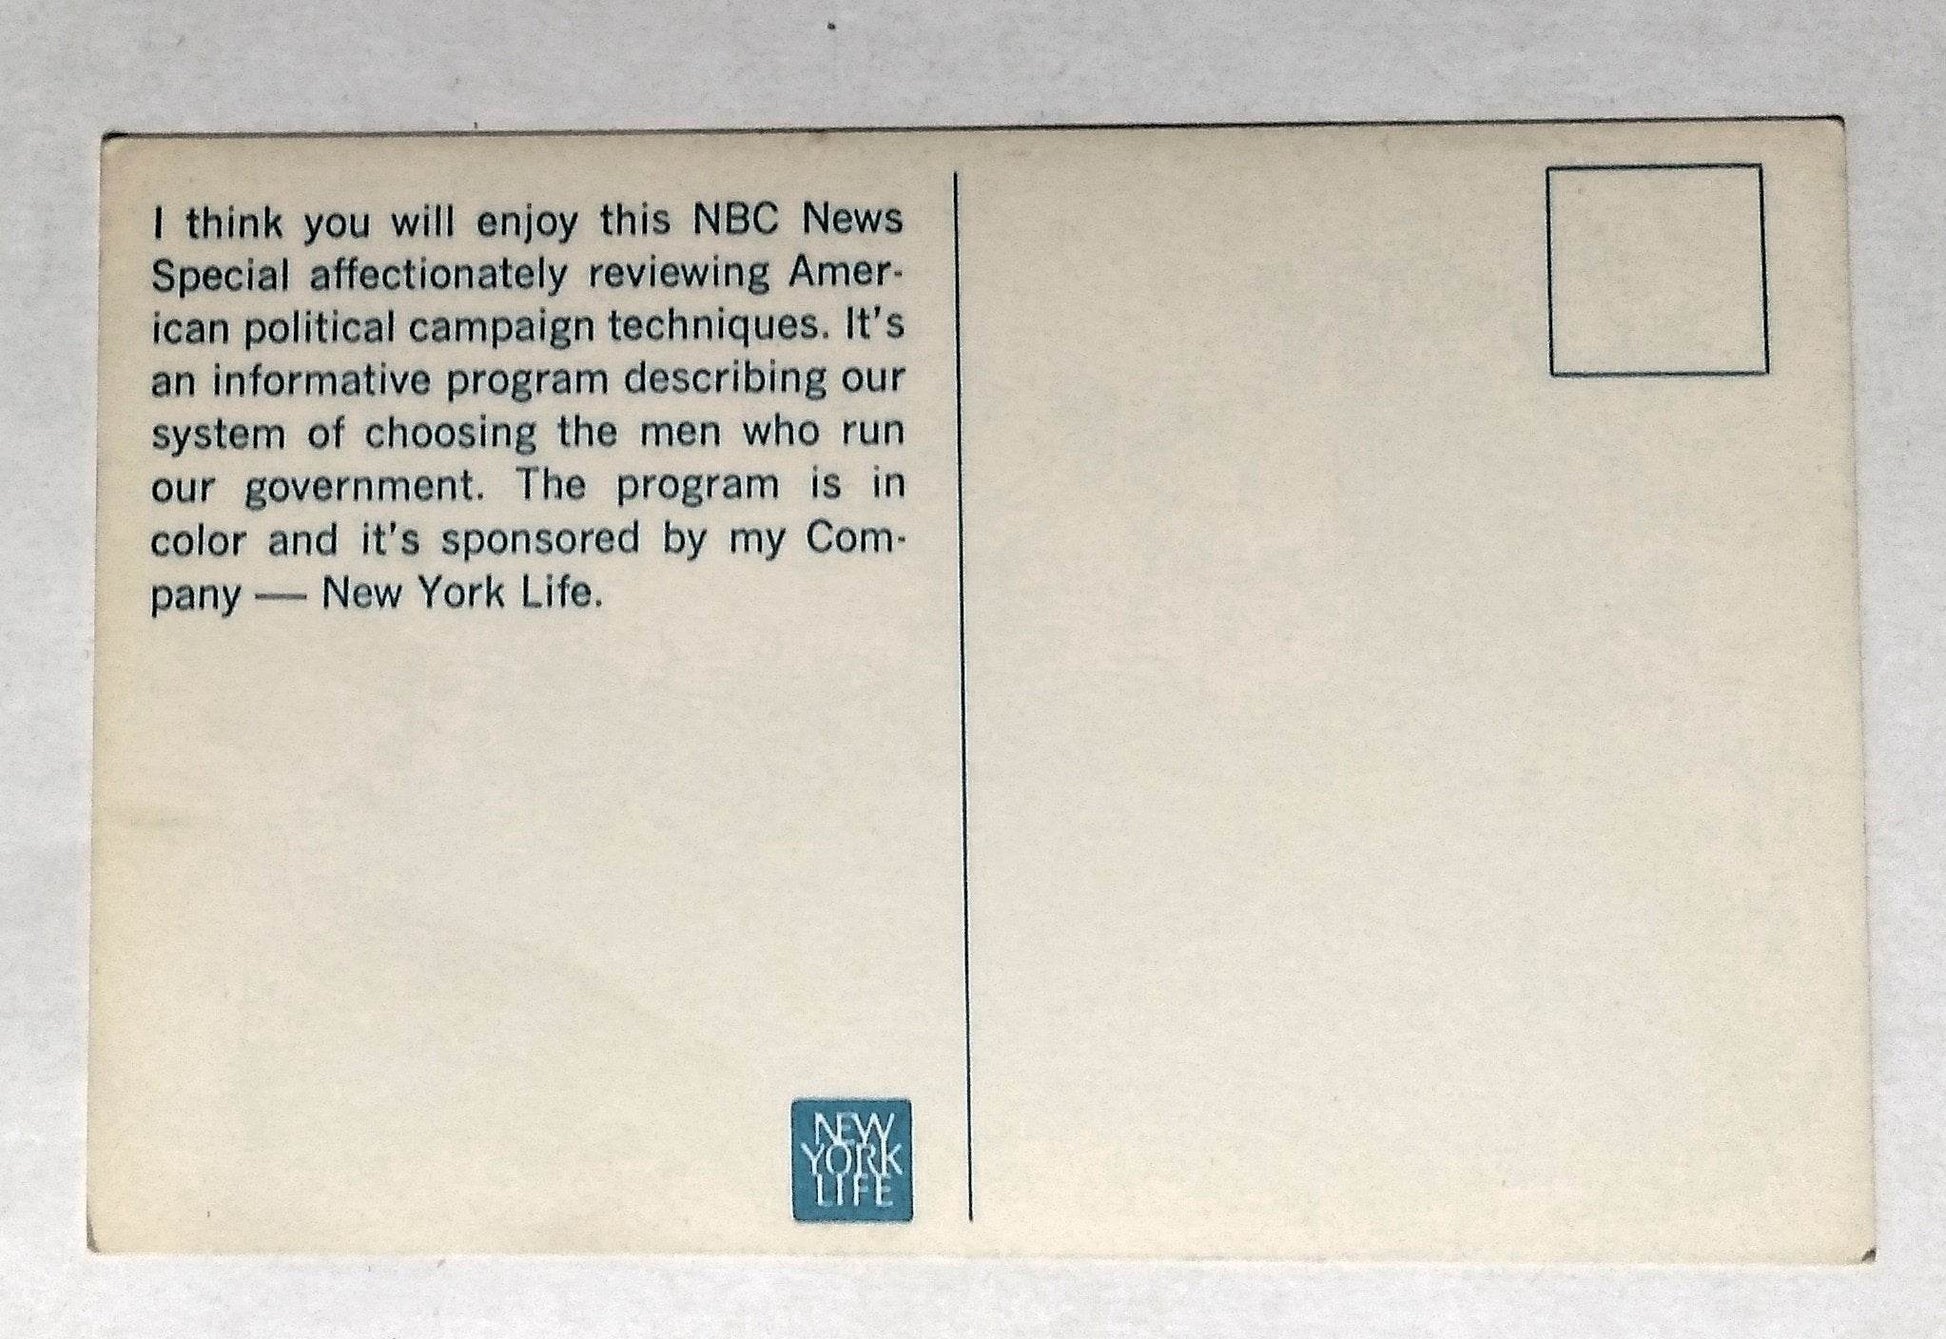 I think you will enjoy this NBC News
Special affectionately reviewing Amer-
ican political campaign techniques. It's
an informative program describing our
system of choosing the men who run
our government. The program is in
color and it's sponsored by my Com-
pany — New York Life.
NEW
YORK
LIFE